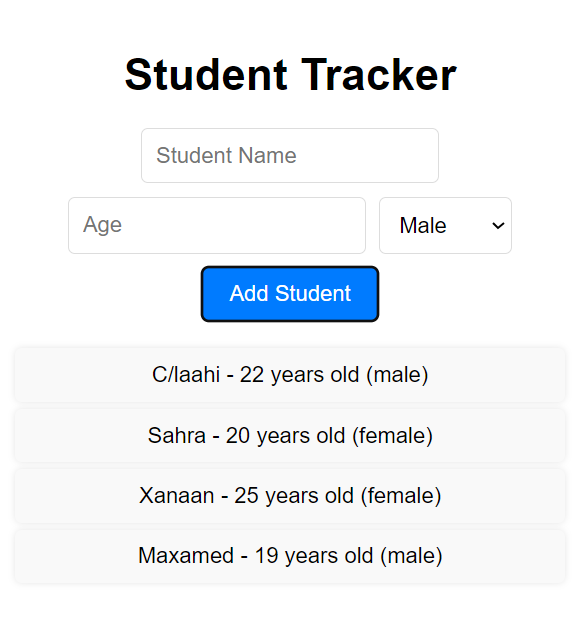 Student Tracker
Student Name
Age
Male
Add Student
C/laahi - 22 years old (male)
Sahra - 20 years old (female)
Xanaan - 25 years old (female)
Maxamed - 19 years old (male)